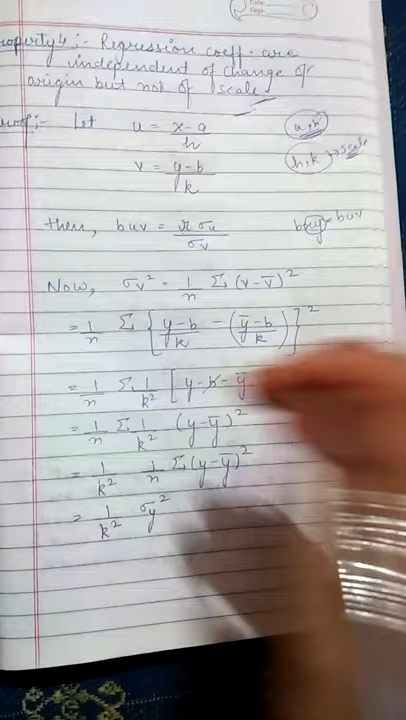 Property 4 :- Regression coeff. are
independent of change of
origin but not of scale.
Proof:- Let u = x-a / h
a, b
v = y-b / k
h, k → scale
then, buv = r σu / σv
bxy = buv
Now, σv² = 1/n Σ (v-v̄)²
= 1/n Σ { y-b / k - (ȳ-b / k) }²
= 1/n Σ 1/k² [ y-b-ȳ
= 1/n Σ 1/k² (y-ȳ)²
= 1/k² 1/n Σ (y-ȳ)²
= 1/k² σy²